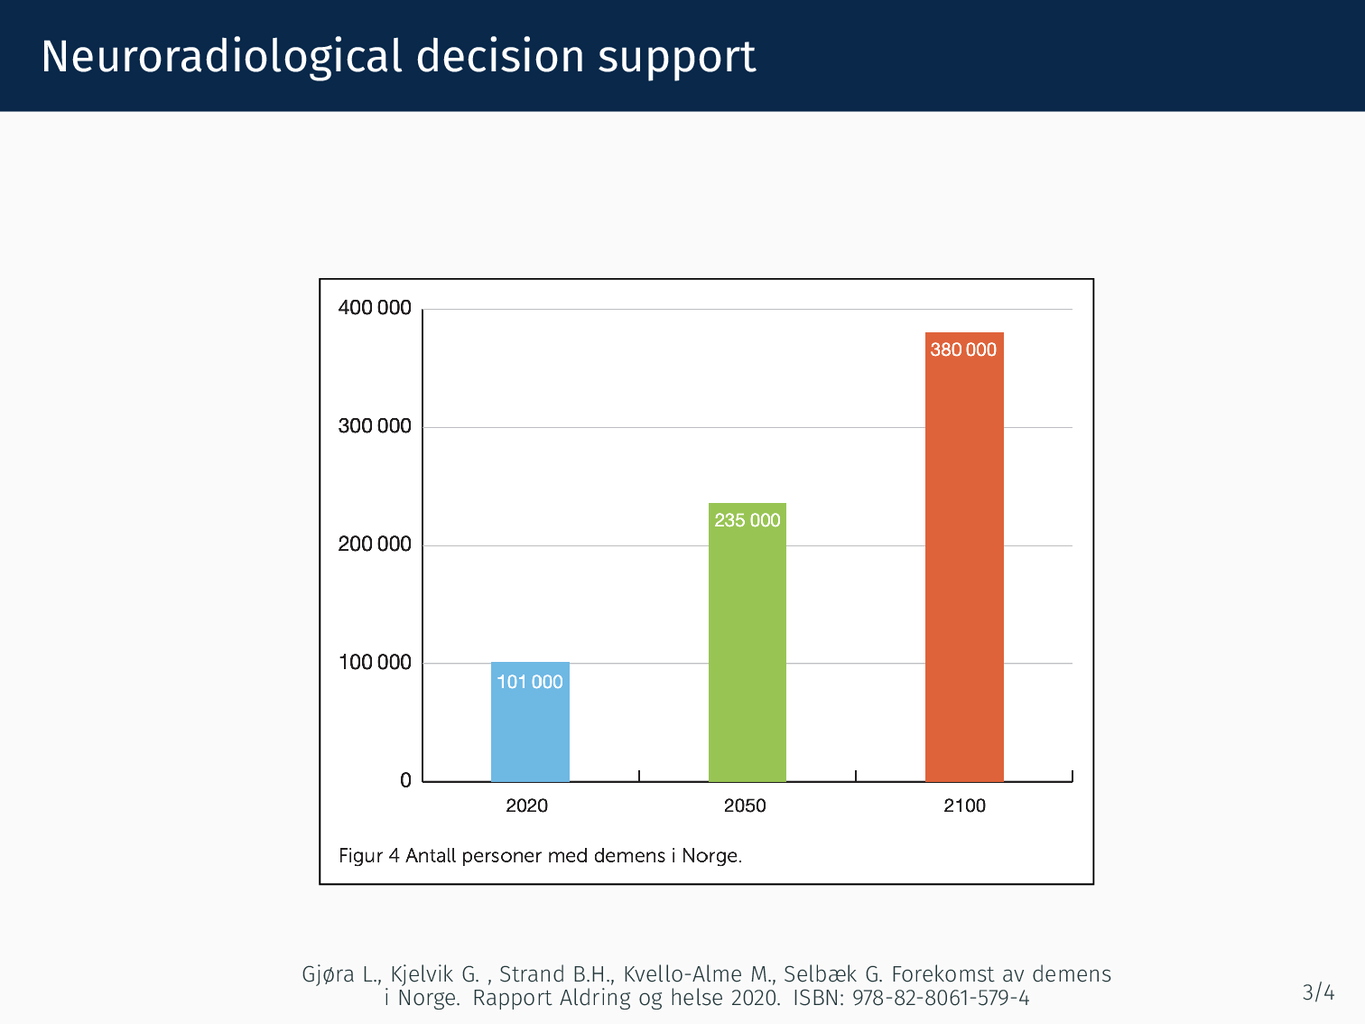 Neuroradiological decision support
400 000
380 000
300 000
235 000
200 000
100 000
101 000
0
2020 2050 2100
Figur 4 Antall personer med demens i Norge.
Gjøra L., Kjelvik G. , Strand B.H., Kvello-Alme M., Selbæk G. Forekomst av demens
i Norge. Rapport Aldring og helse 2020. ISBN: 978-82-8061-579-4
3/4